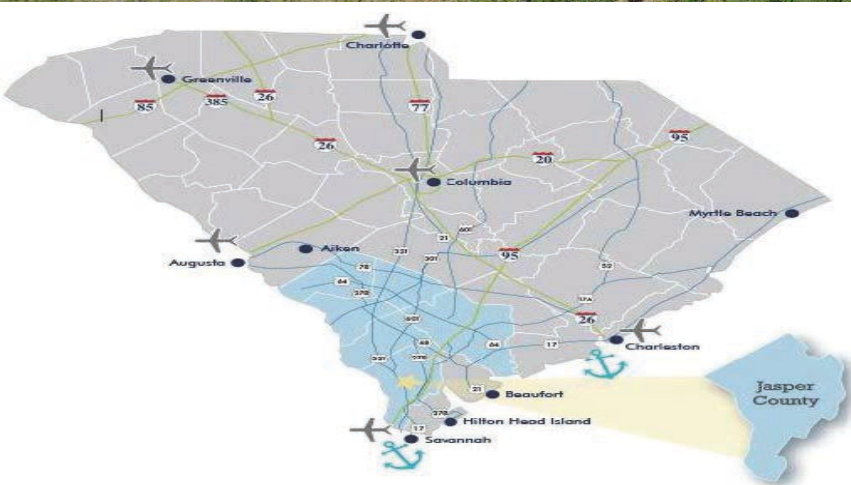 Charlotte
Greenville
85
385
26
77
26
95
20
Columbia
Myrtle Beach
21
601
Aiken
321
301
95
Augusta
78
52
64
278
17A
601
26
68
64
17
Charleston
321
278
Jasper
County
21
Beaufort
278
Hilton Head Island
17
Savannah